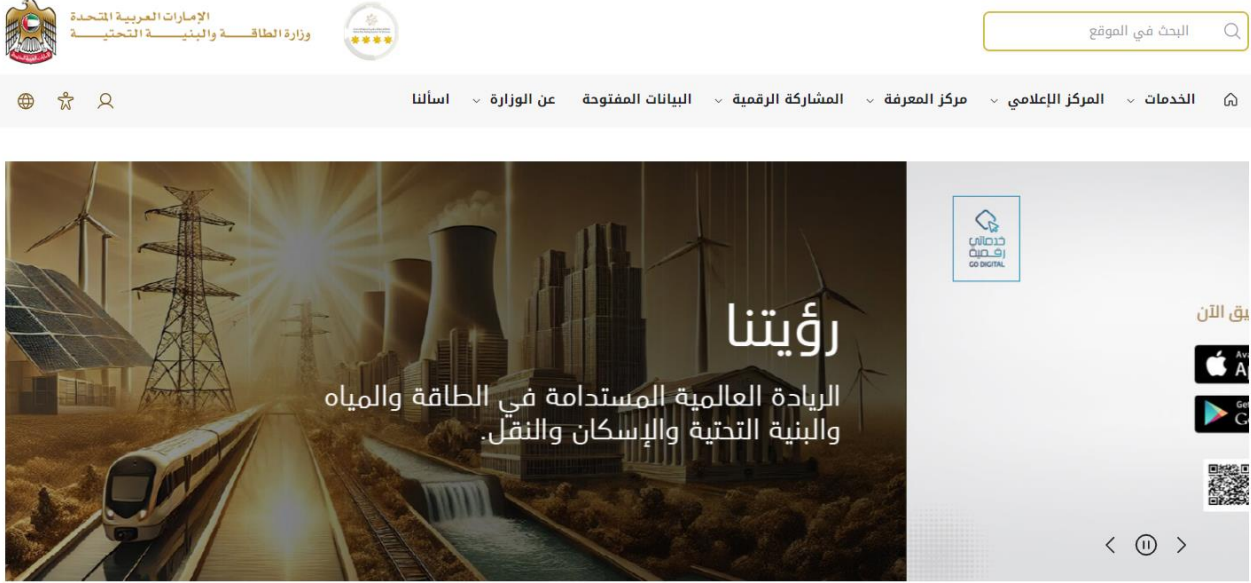 الإمارات العربية المتحدة
وزارة الطاقة والبنية التحتية
البحث في الموقع
الخدمات
المركز الإعلامي
مركز المعرفة
المشاركة الرقمية
البيانات المفتوحة
عن الوزارة
اسألنا
خدماتي
رقمية
GO DIGITAL
رؤيتنا
الريادة العالمية المستدامة في الطاقة والمياه
والبنية التحتية والإسكان والنقل.
الآن